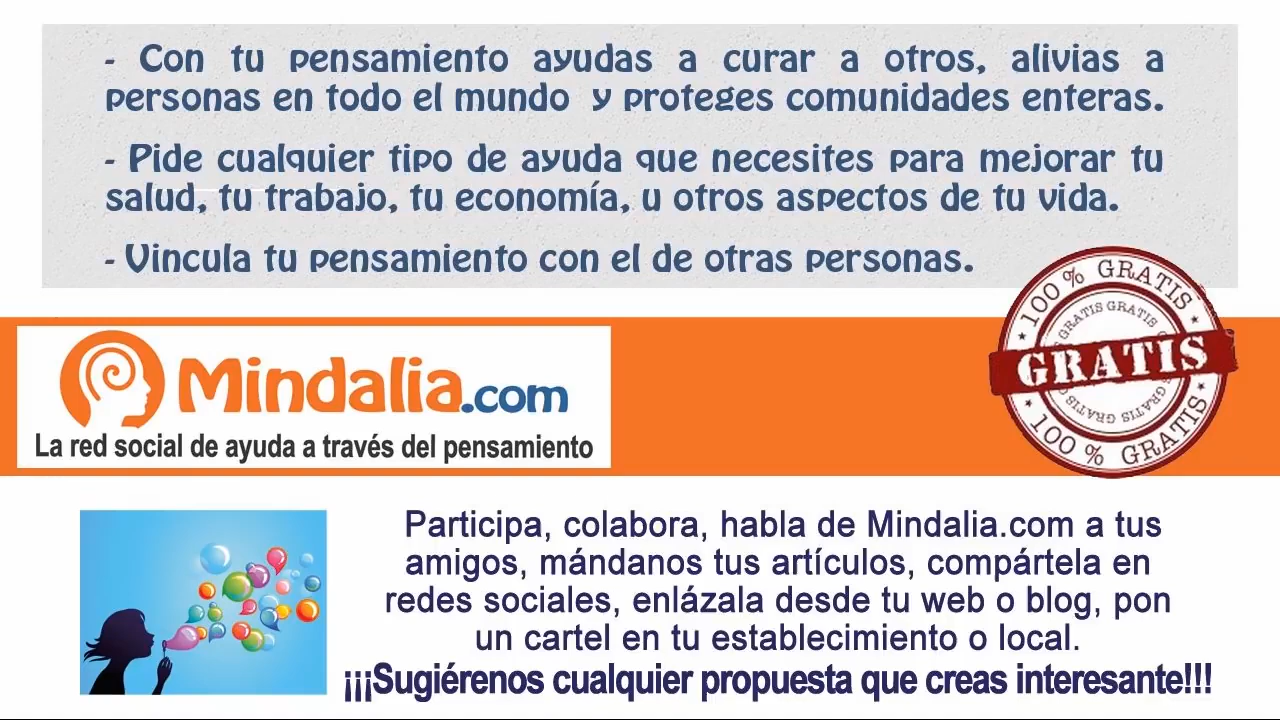 - Con tu pensamiento ayudas a curar a otros, alivias a
personas en todo el mundo y proteges comunidades enteras.
- Pide cualquier tipo de ayuda que necesites para mejorar tu
salud, tu trabajo, tu economía, u otros aspectos de tu vida.
- Vincula tu pensamiento con el de otras personas.
100 % GRATIS
GRATIS GRATIS GRATIS
GRATIS
GRATIS GRATIS GRATIS
100 % GRATIS
Mindalia.com
La red social de ayuda a través del pensamiento
Participa, colabora, habla de Mindalia.com a tus
amigos, mándanos tus artículos, compártela en
redes sociales, enlázala desde tu web o blog, pon
un cartel en tu establecimiento o local.
¡¡¡Sugiérenos cualquier propuesta que creas interesante!!!